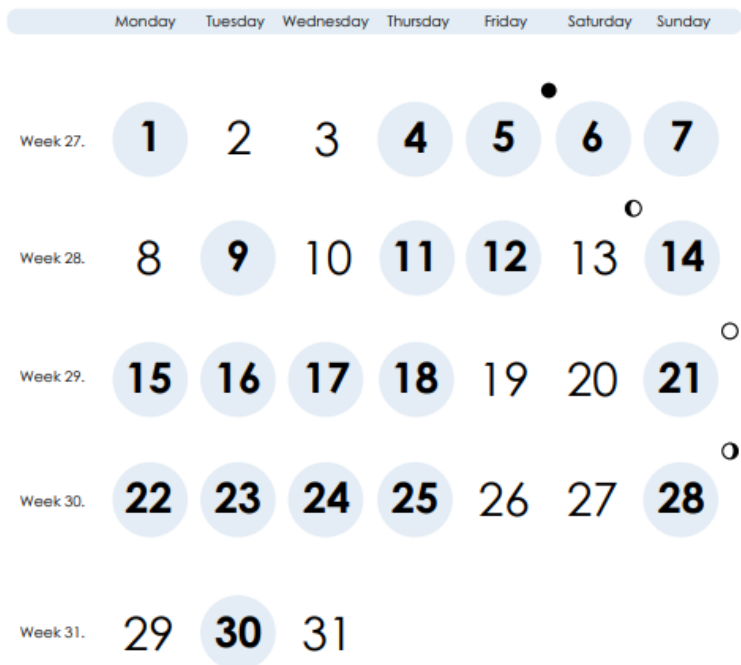 Monday Tuesday Wednesday Thursday Friday Saturday Sunday
Week 27. 1 2 3 4 5 6 7
Week 28. 8 9 10 11 12 13 14
Week 29. 15 16 17 18 19 20 21
Week 30. 22 23 24 25 26 27 28
Week 31. 29 30 31